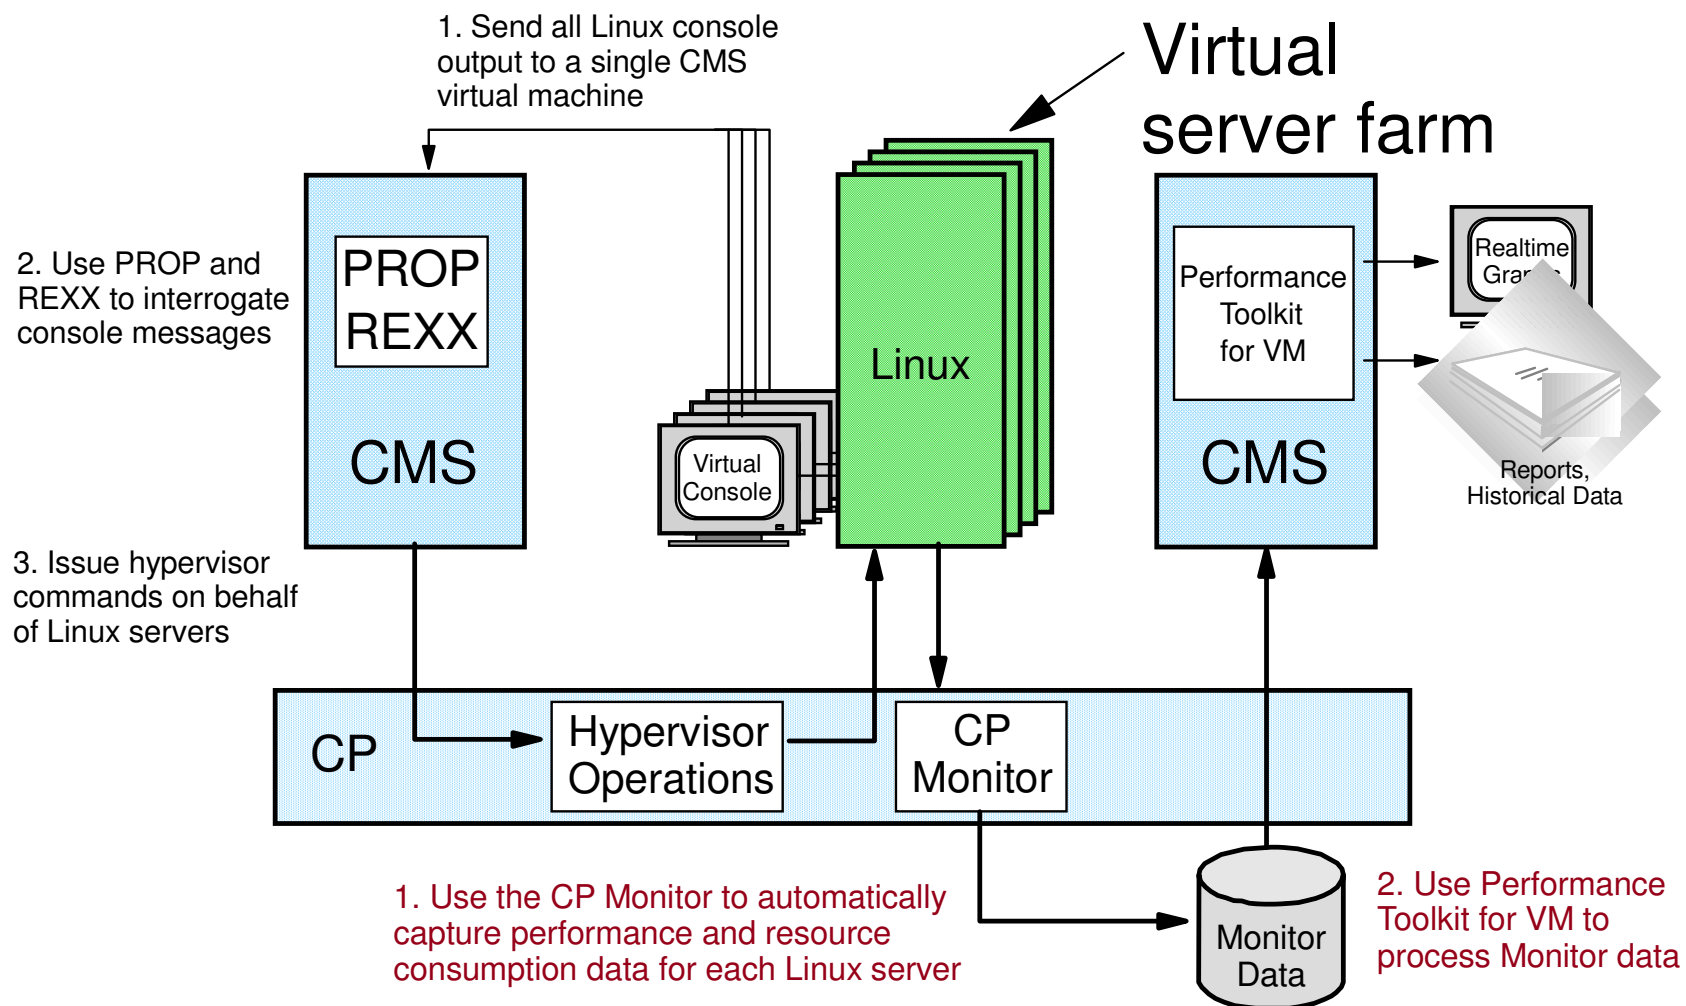 1. Send all Linux console
output to a single CMS
virtual machine
Virtual
server farm
2. Use PROP and
REXX to interrogate
console messages
PROP
REXX
CMS
Virtual
Console
Linux
Performance
Toolkit
for VM
CMS
Realtime
Reports,
Historical Data
3. Issue hypervisor
commands on behalf
of Linux servers
CP
Hypervisor
Operations
CP
Monitor
1. Use the CP Monitor to automatically
capture performance and resource
consumption data for each Linux server
Monitor
Data
2. Use Performance
Toolkit for VM to
process Monitor data